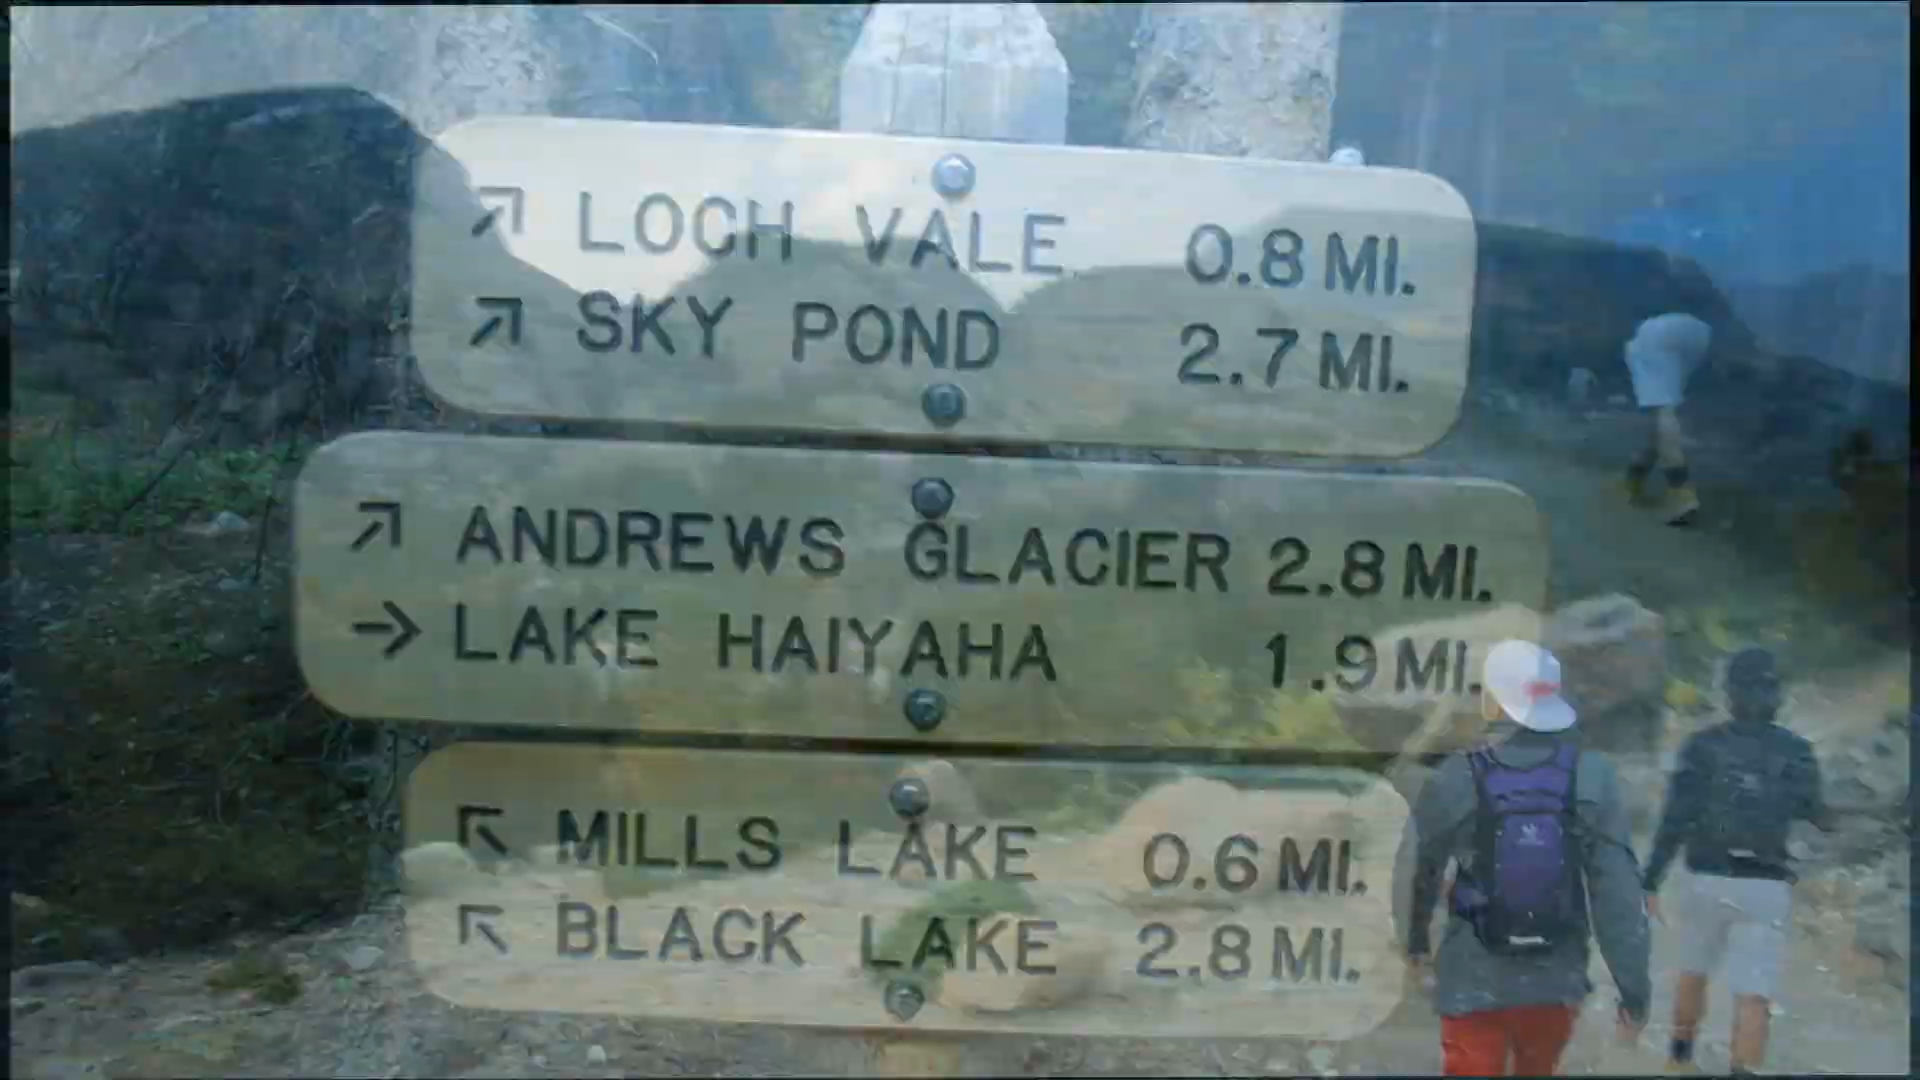 ↗ LOCH VALE 0.8 MI.
↗ SKY POND 2.7 MI.
↗ ANDREWS GLACIER 2.8 MI.
→ LAKE HAIYAHA 1.9 MI.
↖ MILLS LAKE 0.6 MI.
↖ BLACK LAKE 2.8 MI.